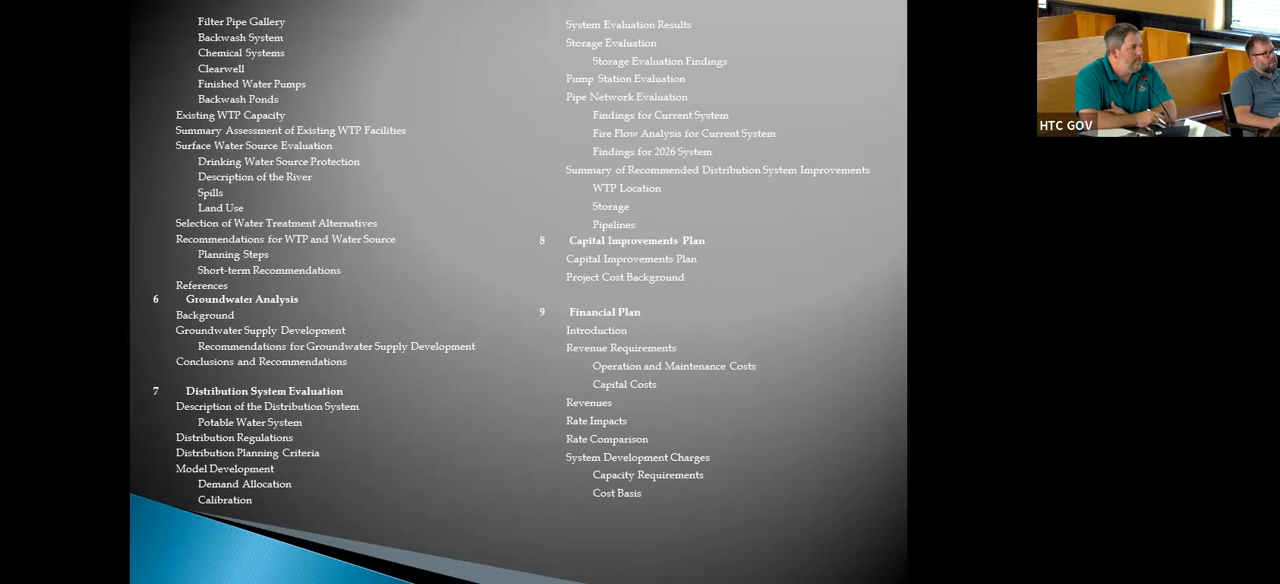 Filter Pipe Gallery
Backwash System
Chemical Systems
Clearwell
Finished Water Pumps
Backwash Ponds
Existing WTP Capacity
Summary Assessment of Existing WTP Facilities
Surface Water Source Evaluation
Drinking Water Source Protection
Description of the River
Spills
Land Use
Selection of Water Treatment Alternatives
Recommendations for WTP and Water Source
Planning Steps
Short-term Recommendations
References
6 Groundwater Analysis
Background
Groundwater Supply Development
Recommendations for Groundwater Supply Development
Conclusions and Recommendations
7 Distribution System Evaluation
Description of the Distribution System
Potable Water System
Distribution Regulations
Distribution Planning Criteria
Model Development
Demand Allocation
Calibration
System Evaluation Results
Storage Evaluation
Storage Evaluation Findings
Pump Station Evaluation
Pipe Network Evaluation
Findings for Current System
Fire Flow Analysis for Current System
Findings for 2026 System
Summary of Recommended Distribution System Improvements
WTP Location
Storage
Pipelines
8 Capital Improvements Plan
Capital Improvements Plan
Project Cost Background
9 Financial Plan
Introduction
Revenue Requirements
Operation and Maintenance Costs
Capital Costs
Revenues
Rate Impacts
Rate Comparison
System Development Charges
Capacity Requirements
Cost Basis
HTC GOV